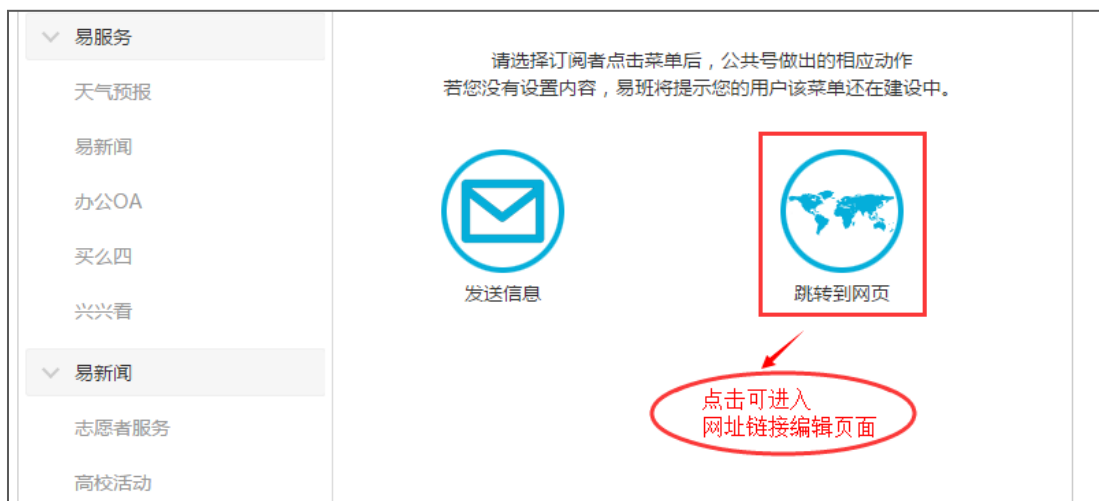 易服务
天气预报
易新闻
办公OA
买么四
兴兴看
易新闻
志愿者服务
高校活动
请选择订阅者点击菜单后，公共号做出的相应动作
若您没有设置内容，易班将提示您的用户该菜单还在建设中。
发送信息
跳转到网页
点击可进入
网址链接编辑页面